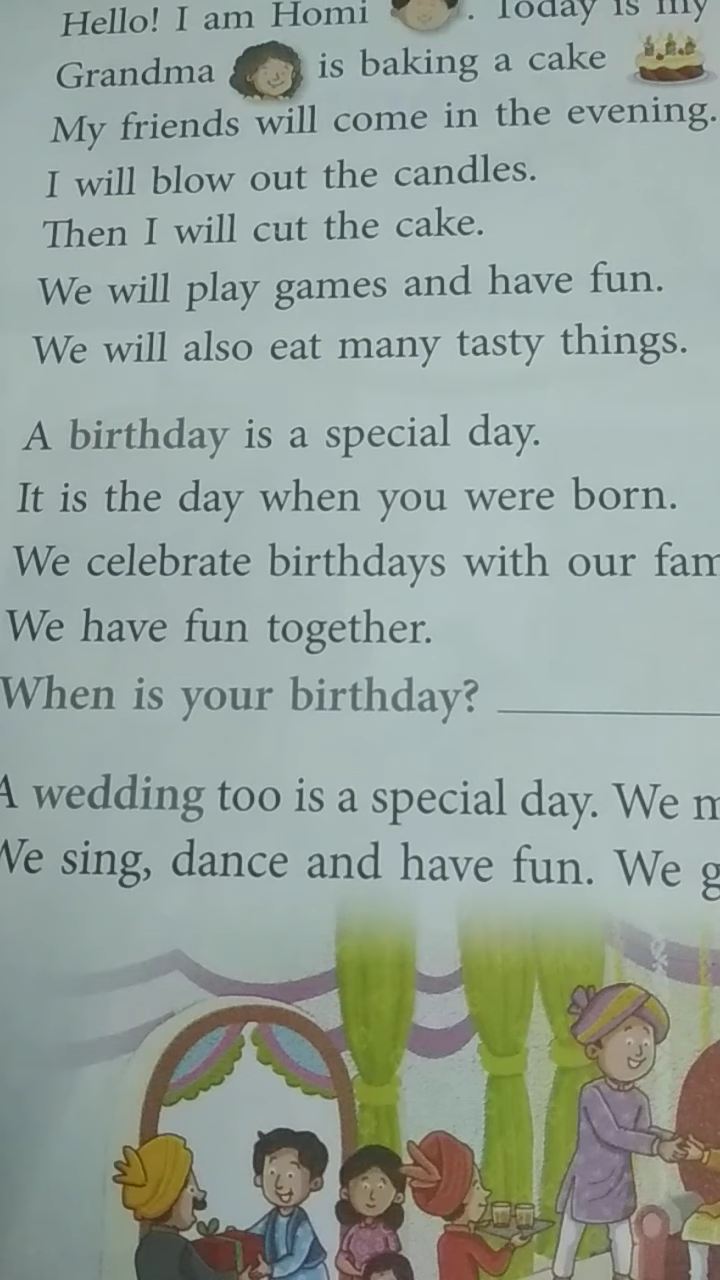 Hello! I am Homi . Today is my
Grandma is baking a cake
My friends will come in the evening.
I will blow out the candles.
Then I will cut the cake.
We will play games and have fun.
We will also eat many tasty things.
A birthday is a special day.
It is the day when you were born.
We celebrate birthdays with our
We have fun together.
When is your birthday?
A wedding too is a special day. We
We sing, dance and have fun. We